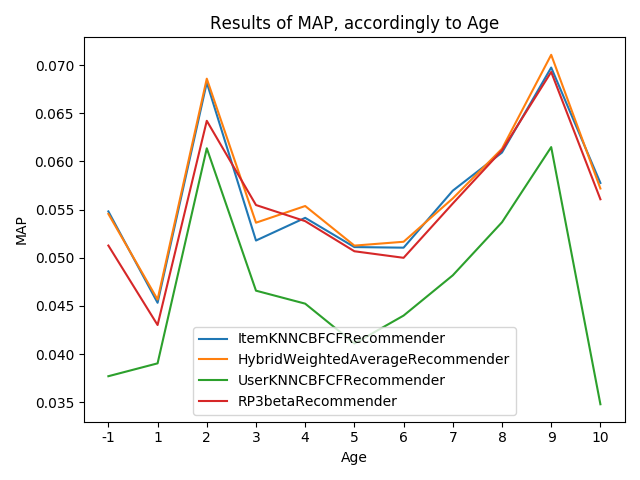 Results of MAP, accordingly to Age
0.070
0.065
0.060
0.055
0.050
0.045
0.040
0.035
MAP
ItemKNNCBFCFRecommender
HybridWeightedAverageRecommender
UserKNNCBFCFRecommender
RP3betaRecommender
-1 1 2 3 4 5 6 7 8 9 10
Age